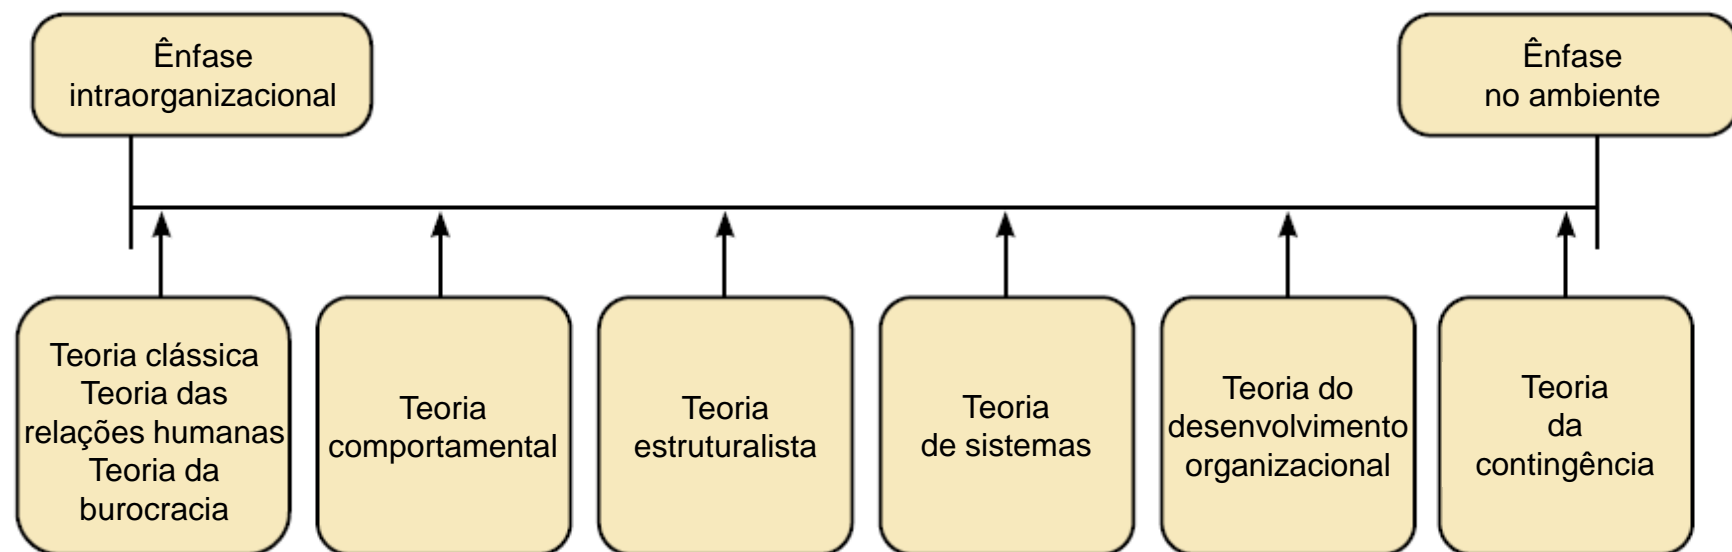 Ênfase
intraorganizacional
Ênfase
no ambiente
Teoria clássica
Teoria das
relações humanas
Teoria da
burocracia
Teoria
comportamental
Teoria
estruturalista
Teoria
de sistemas
Teoria do
desenvolvimento
organizacional
Teoria
da
contingência